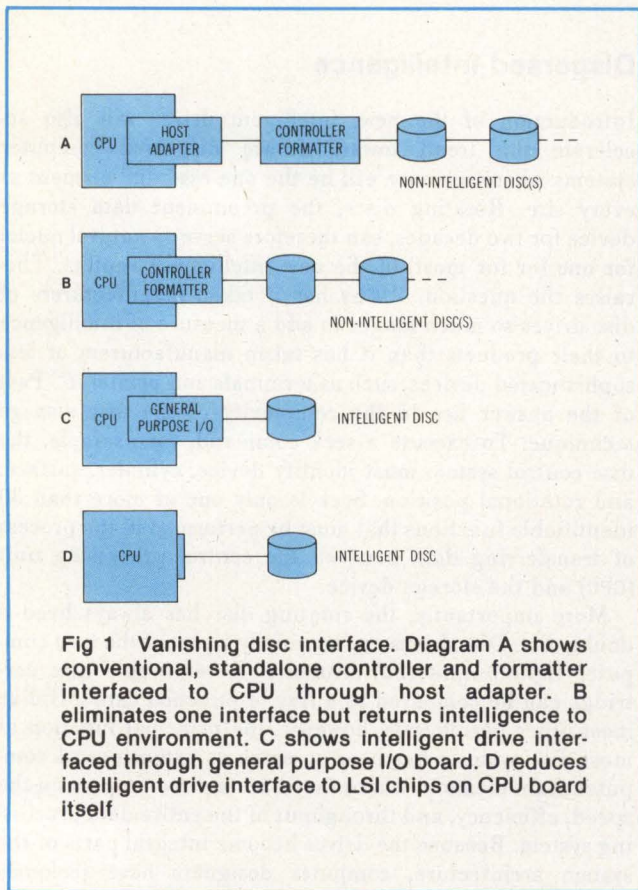 A
CPU
HOST
ADAPTER
CONTROLLER
FORMATTER
NON-INTELLIGENT DISC(S)
B
CPU
CONTROLLER
FORMATTER
NON-INTELLIGENT DISC(S)
C
CPU
GENERAL
PURPOSE I/O
INTELLIGENT DISC
D
CPU
INTELLIGENT DISC
Fig 1 Vanishing disc interface. Diagram A shows
conventional, standalone controller and formatter
interfaced to CPU through host adapter. B
eliminates one interface but returns intelligence to
CPU environment. C shows intelligent drive inter-
faced through general purpose I/O board. D reduces
intelligent drive interface to LSI chips on CPU board
itself